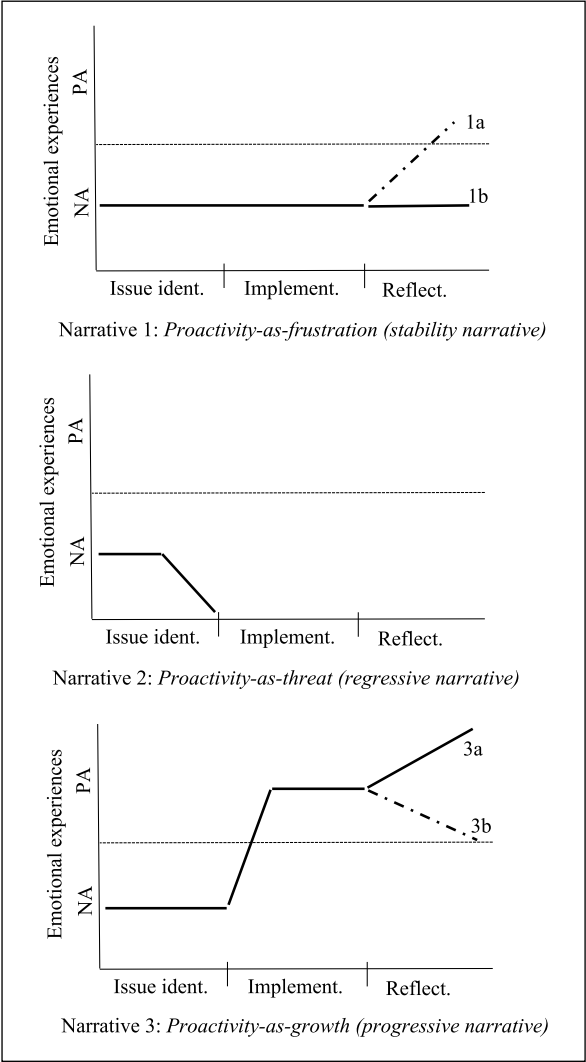 Emotional experiences
PA
NA
1a
1b
Issue ident. Implement. Reflect.
Narrative 1: Proactivity-as-frustration (stability narrative)
Emotional experiences
PA
NA
Issue ident. Implement. Reflect.
Narrative 2: Proactivity-as-threat (regressive narrative)
Emotional experiences
PA
NA
3a
3b
Issue ident. Implement. Reflect.
Narrative 3: Proactivity-as-growth (progressive narrative)